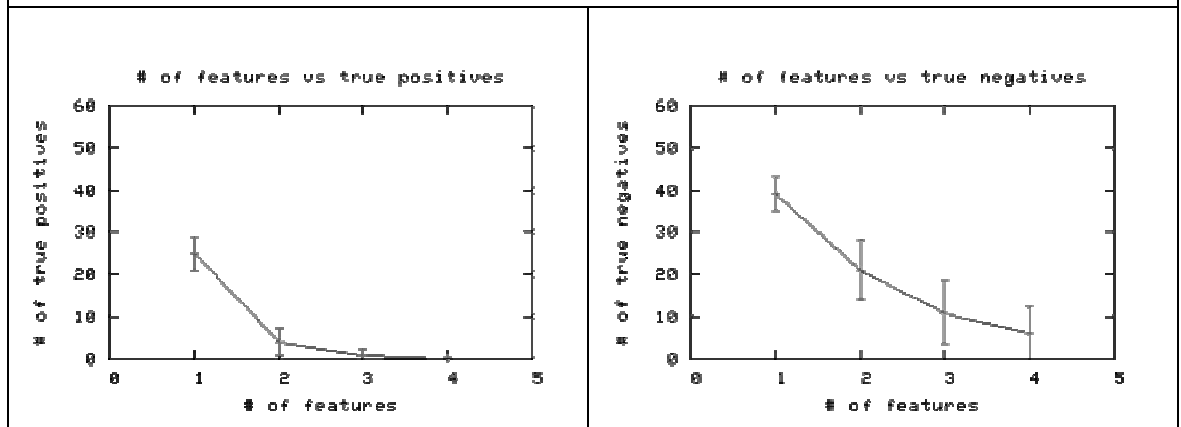 # of features vs true positives
60
50
40
30
20
10
0
# of true positives
0 1 2 3 4 5
# of features
# of features vs true negatives
60
50
40
30
20
10
0
# of true negatives
0 1 2 3 4 5
# of features